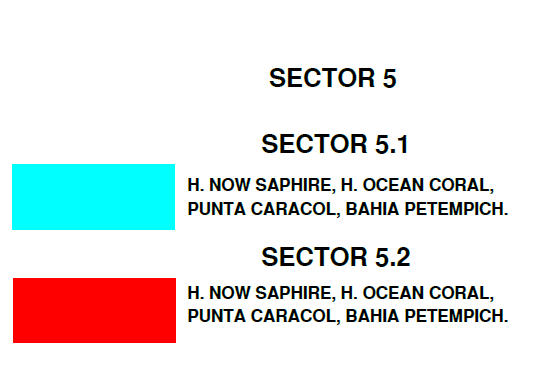 SECTOR 5
SECTOR 5.1
H. NOW SAPHIRE, H. OCEAN CORAL,
PUNTA CARACOL, BAHIA PETEMPICH.
SECTOR 5.2
H. NOW SAPHIRE, H. OCEAN CORAL,
PUNTA CARACOL, BAHIA PETEMPICH.